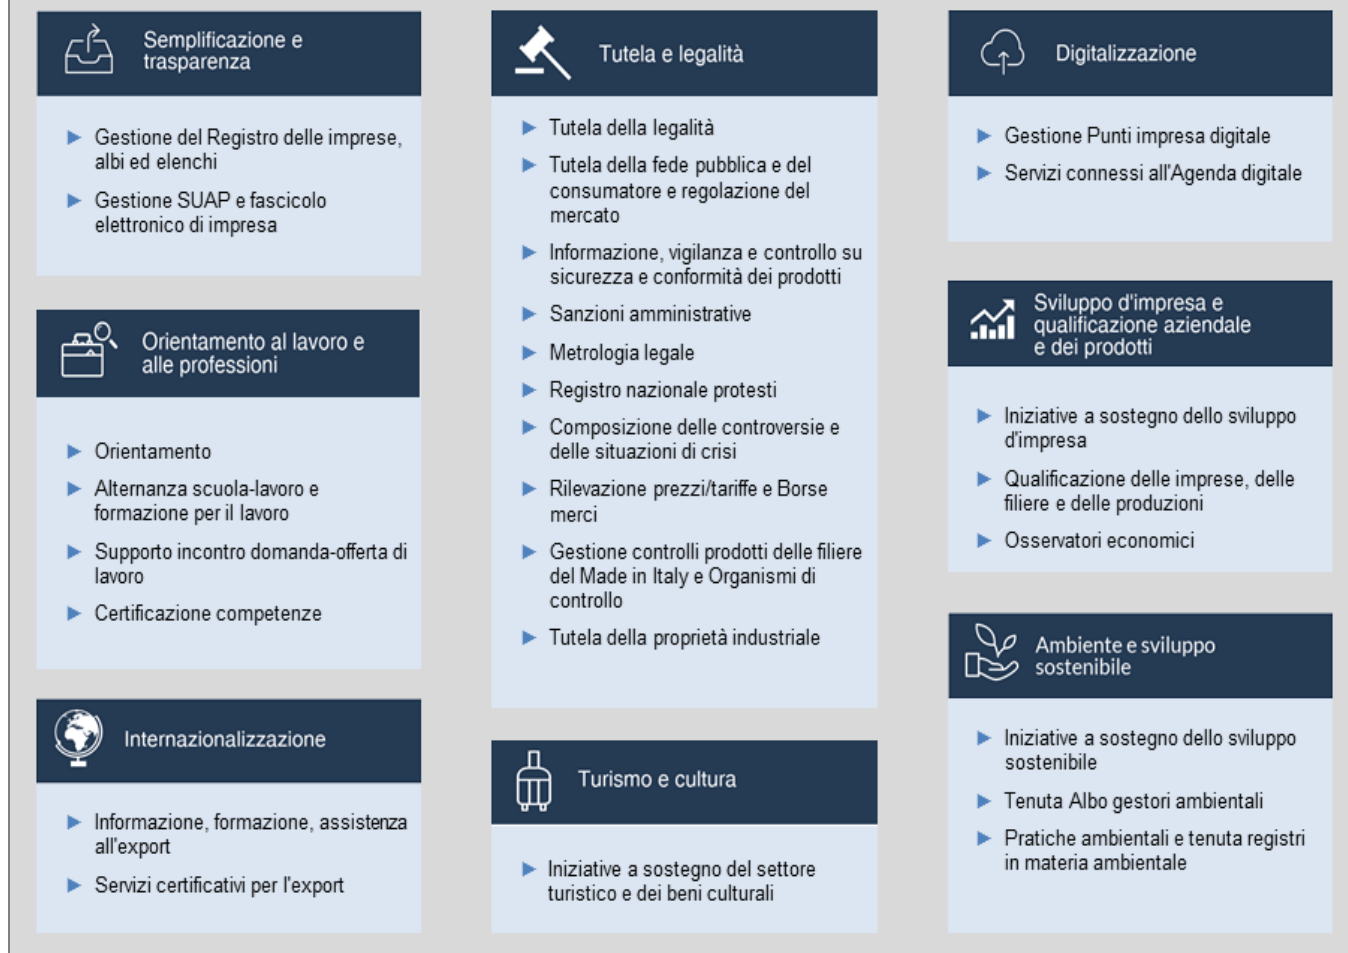 Semplificazione e
trasparenza
Gestione del Registro delle imprese,
albi ed elenchi
Gestione SUAP e fascicolo
elettronico di impresa
Orientamento al lavoro e
alle professioni
Orientamento
Alternanza scuola-lavoro e
formazione per il lavoro
Supporto incontro domanda-offerta di
lavoro
Certificazione competenze
Internazionalizzazione
Informazione, formazione, assistenza
all'export
Servizi certificativi per l'export
Tutela e legalità
Tutela della legalità
Tutela della fede pubblica e del
consumatore e regolazione del
mercato
Informazione, vigilanza e controllo su
sicurezza e conformità dei prodotti
Sanzioni amministrative
Metrologia legale
Registro nazionale protesti
Composizione delle controversie e
delle situazioni di crisi
Rilevazione prezzi/tariffe e Borse
merci
Gestione controlli prodotti delle filiere
del Made in Italy e Organismi di
controllo
Tutela della proprietà industriale
Turismo e cultura
Iniziative a sostegno del settore
turistico e dei beni culturali
Digitalizzazione
Gestione Punti impresa digitale
Servizi connessi all'Agenda digitale
Sviluppo d'impresa e
qualificazione aziendale
e dei prodotti
Iniziative a sostegno dello sviluppo
d'impresa
Qualificazione delle imprese, delle
filiere e delle produzioni
Osservatori economici
Ambiente e sviluppo
sostenibile
Iniziative a sostegno dello sviluppo
sostenibile
Tenuta Albo gestori ambientali
Pratiche ambientali e tenuta registri
in materia ambientale